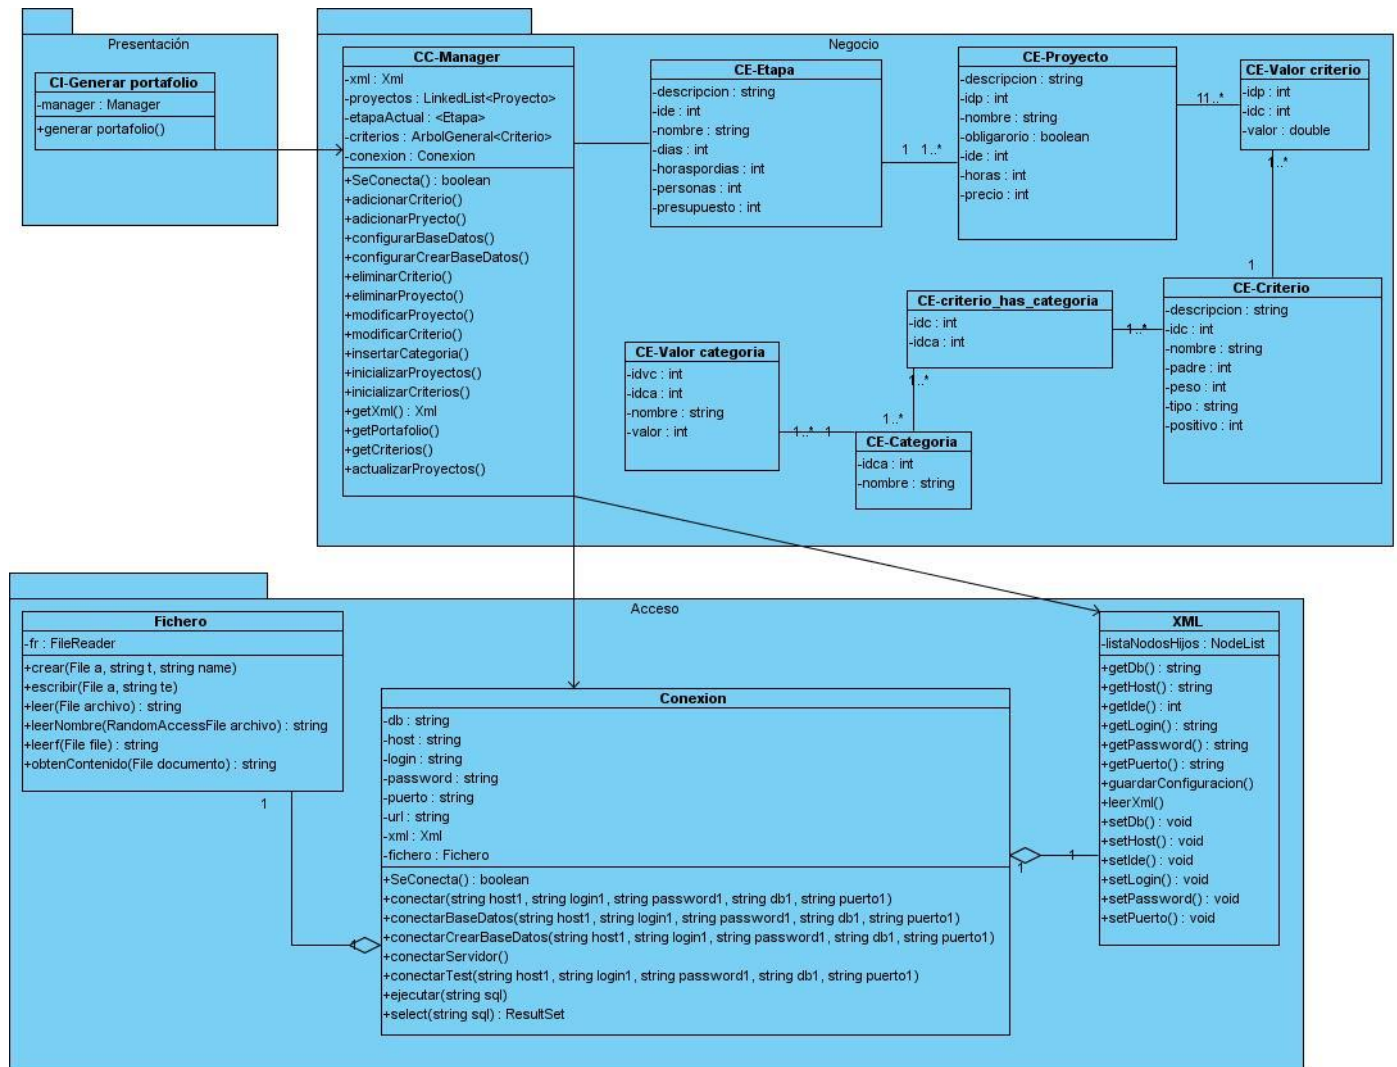 Presentación
CI-Generar portafolio
-manager : Manager
+generar portafolio()
Negocio
CC-Manager
-xml : Xml
-proyectos : LinkedList<Proyecto>
-etapaActual : <Etapa>
-criterios : ArbolGeneral<Criterio>
-conexion : Conexion
+SeConecta() : boolean
+adicionarCriterio()
+adicionarPryecto()
+configurarBaseDatos()
+configurarCrearBaseDatos()
+eliminarCriterio()
+eliminarProyecto()
+modificarProyecto()
+modificarCriterio()
+insertarCategoria()
+inicializarProyectos()
+inicializarCriterios()
+getXml() : Xml
+getPortafolio()
+getCriterios()
+actualizarProyectos()
CE-Etapa
-descripcion : string
-ide : int
-nombre : string
-dias : int
-horaspordias : int
-personas : int
-presupuesto : int
1 1..*
CE-Proyecto
-descripcion : string
-idp : int
-nombre : string
-obligarorio : boolean
-ide : int
-horas : int
-precio : int
11..*
CE-Valor criterio
-idp : int
-idc : int
-valor : double
1..*
1
CE-Criterio
-descripcion : string
-idc : int
-nombre : string
-padre : int
-peso : int
-tipo : string
-positivo : int
1..*
CE-criterio_has_categoria
-idc : int
-idca : int
1..*
1..*
CE-Valor categoria
-idvc : int
-idca : int
-nombre : string
-valor : int
1..* 1
CE-Categoria
-idca : int
-nombre : string
Acceso
Fichero
-fr : FileReader
+crear(File a, string t, string name)
+escribir(File a, string te)
+leer(File archivo) : string
+leerNombre(RandomAccessFile archivo) : string
+leerf(File file) : string
+obtenContenido(File documento) : string
1
1
Conexion
-db : string
-host : string
-login : string
-password : string
-puerto : string
-url : string
-xml : Xml
-fichero : Fichero
+SeConecta() : boolean
+conectar(string host1, string login1, string password1, string db1, string puerto1)
+conectarBaseDatos(string host1, string login1, string password1, string db1, string puerto1)
+conectarCrearBaseDatos(string host1, string login1, string password1, string db1, string puerto1)
+conectarServidor()
+conectarTest(string host1, string login1, string password1, string db1, string puerto1)
+ejecutar(string sql)
+select(string sql) : ResultSet
1
1
XML
-listaNodosHijos : NodeList
+getDb() : string
+getHost() : string
+getIde() : int
+getLogin() : string
+getPassword() : string
+getPuerto() : string
+guardarConfiguracion()
+leerXml()
+setDb() : void
+setHost() : void
+setIde() : void
+setLogin() : void
+setPassword() : void
+setPuerto() : void